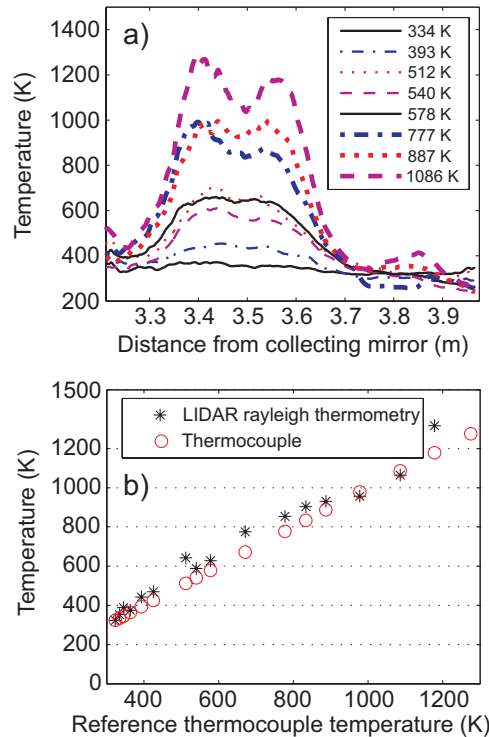 a)
1400
1200
1000
800
600
400
200
Temperature (K)
334 K
393 K
512 K
540 K
578 K
777 K
887 K
1086 K
3.3 3.4 3.5 3.6 3.7 3.8 3.9
Distance from collecting mirror (m)
b)
1500
1200
1000
800
600
400
200
0
Temperature (K)
LIDAR rayleigh thermometry
Thermocouple
400 600 800 1000 1200
Reference thermocouple temperature (K)